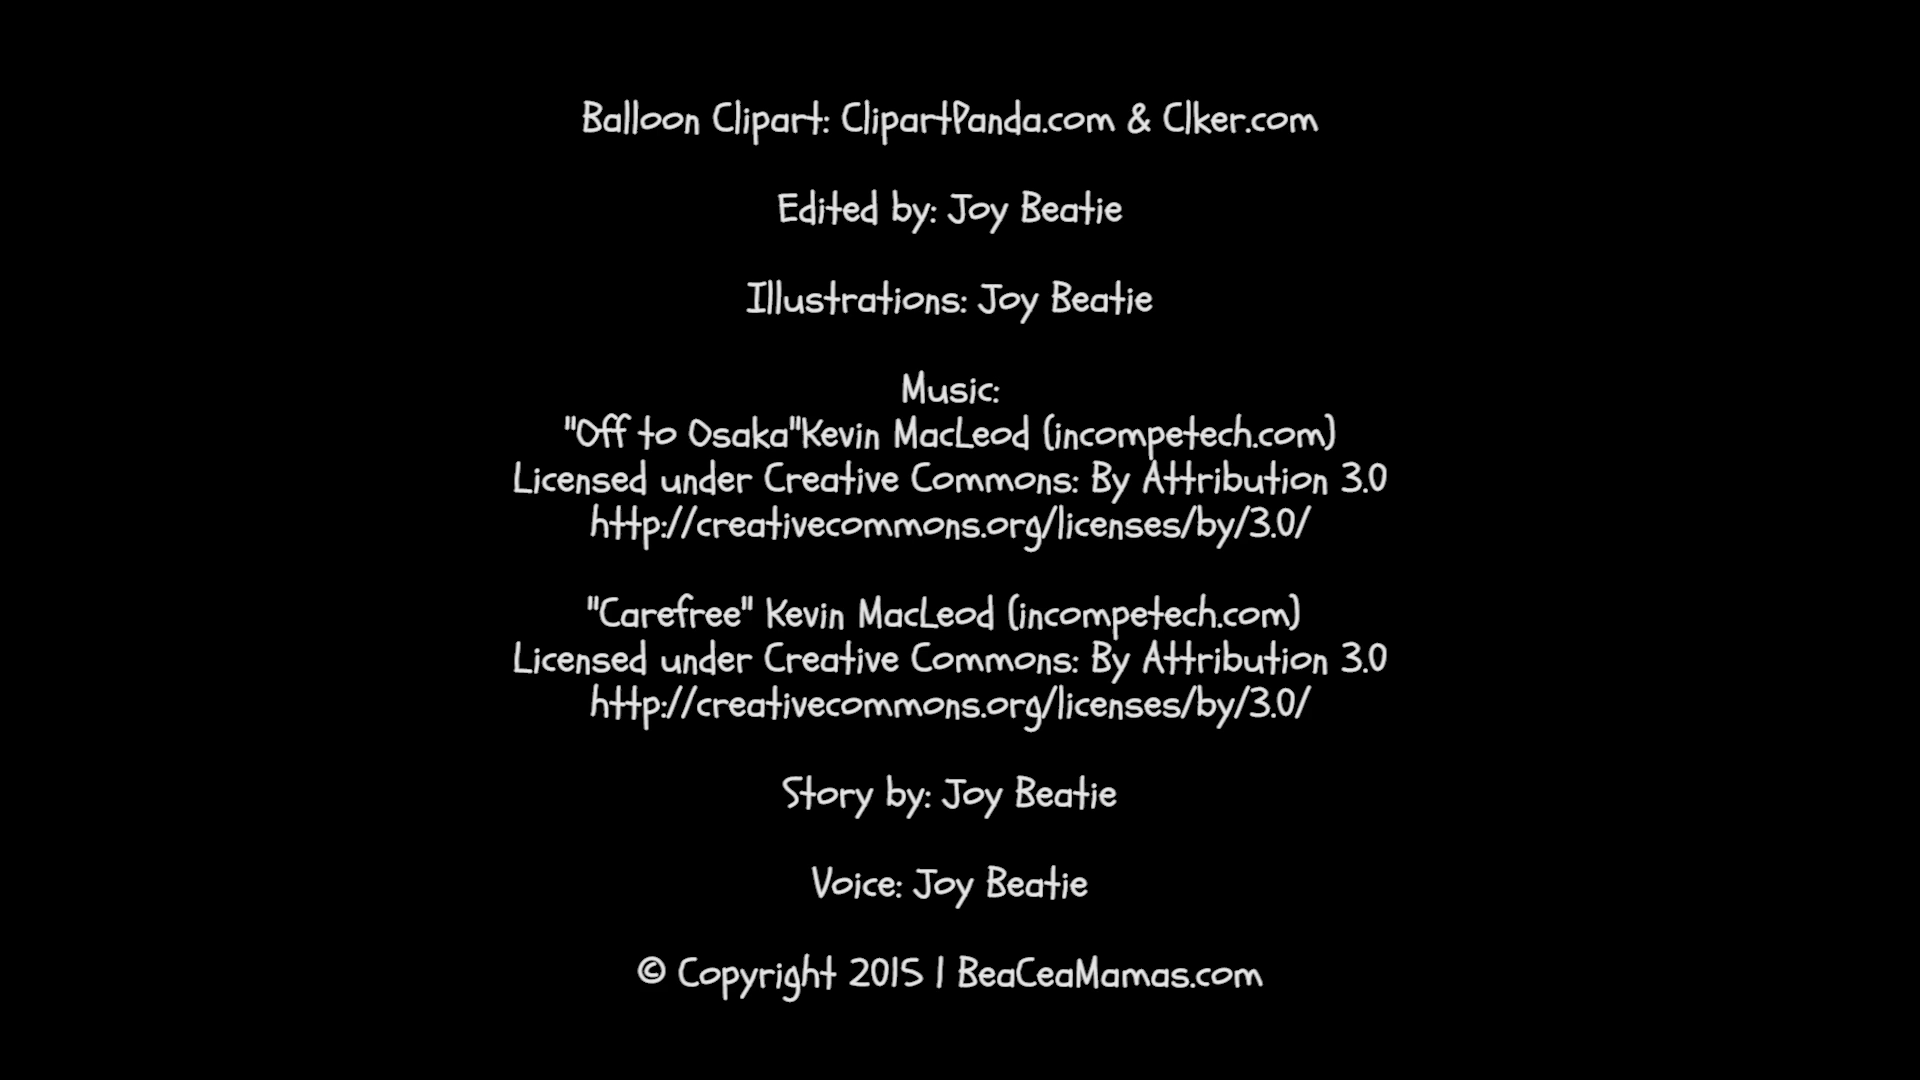 Balloon Clipart: ClipartPanda.com & Clker.com
Edited by: Joy Beatie
Illustrations: Joy Beatie
Music:
"Off to Osaka"Kevin MacLeod (incompetech.com)
Licensed under Creative Commons: By Attribution 3.0
http://creativecommons.org/licenses/by/3.0/
"Carefree" Kevin MacLeod (incompetech.com)
Licensed under Creative Commons: By Attribution 3.0
http://creativecommons.org/licenses/by/3.0/
Story by: Joy Beatie
Voice: Joy Beatie
© Copyright 2015 | BeaCeaMamas.com